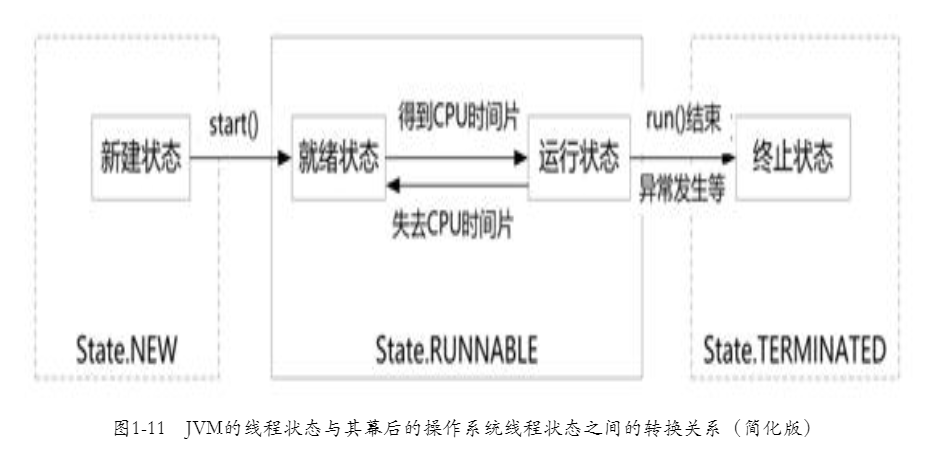 新建状态
start()
就绪状态
得到CPU时间片
失去CPU时间片
运行状态
run()结束
异常发生等
终止状态
State.NEW
State.RUNNABLE
State.TERMINATED
图1-11 JVM的线程状态与其幕后的操作系统线程状态之间的转换关系（简化版）